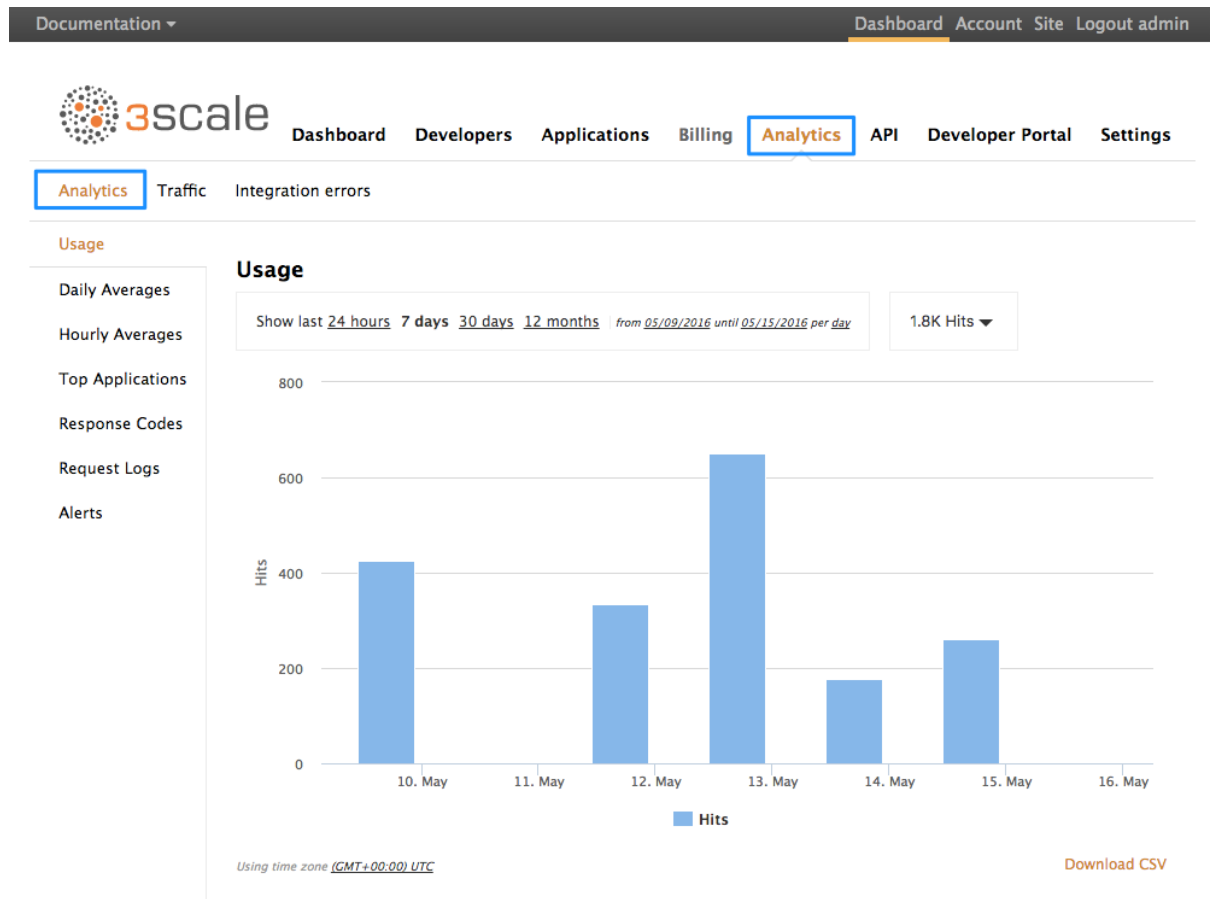 Documentation Dashboard Account Site Logout admin
3scale Dashboard Developers Applications Billing Analytics API Developer Portal Settings
Analytics Traffic Integration errors
Usage
Daily Averages
Hourly Averages
Top Applications
Response Codes
Request Logs
Alerts
Usage
Show last 24 hours 7 days 30 days 12 months from 05/09/2016 until 05/15/2016 per day 1.8K Hits
800
600
400
200
0
Hits
10. May 11. May 12. May 13. May 14. May 15. May 16. May
Hits
Using time zone (GMT+00:00) UTC Download CSV